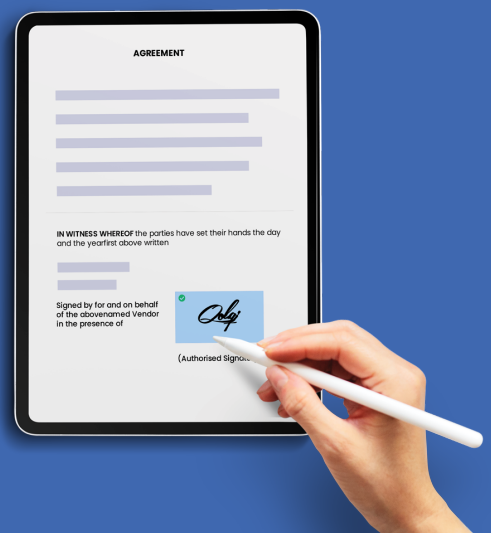 AGREEMENT
IN WITNESS WHEREOF the parties have set their hands the day
and the yearfirst above written
Signed by for and on behalf
of the abovenamed Vendor
in the presence of
(Authorised